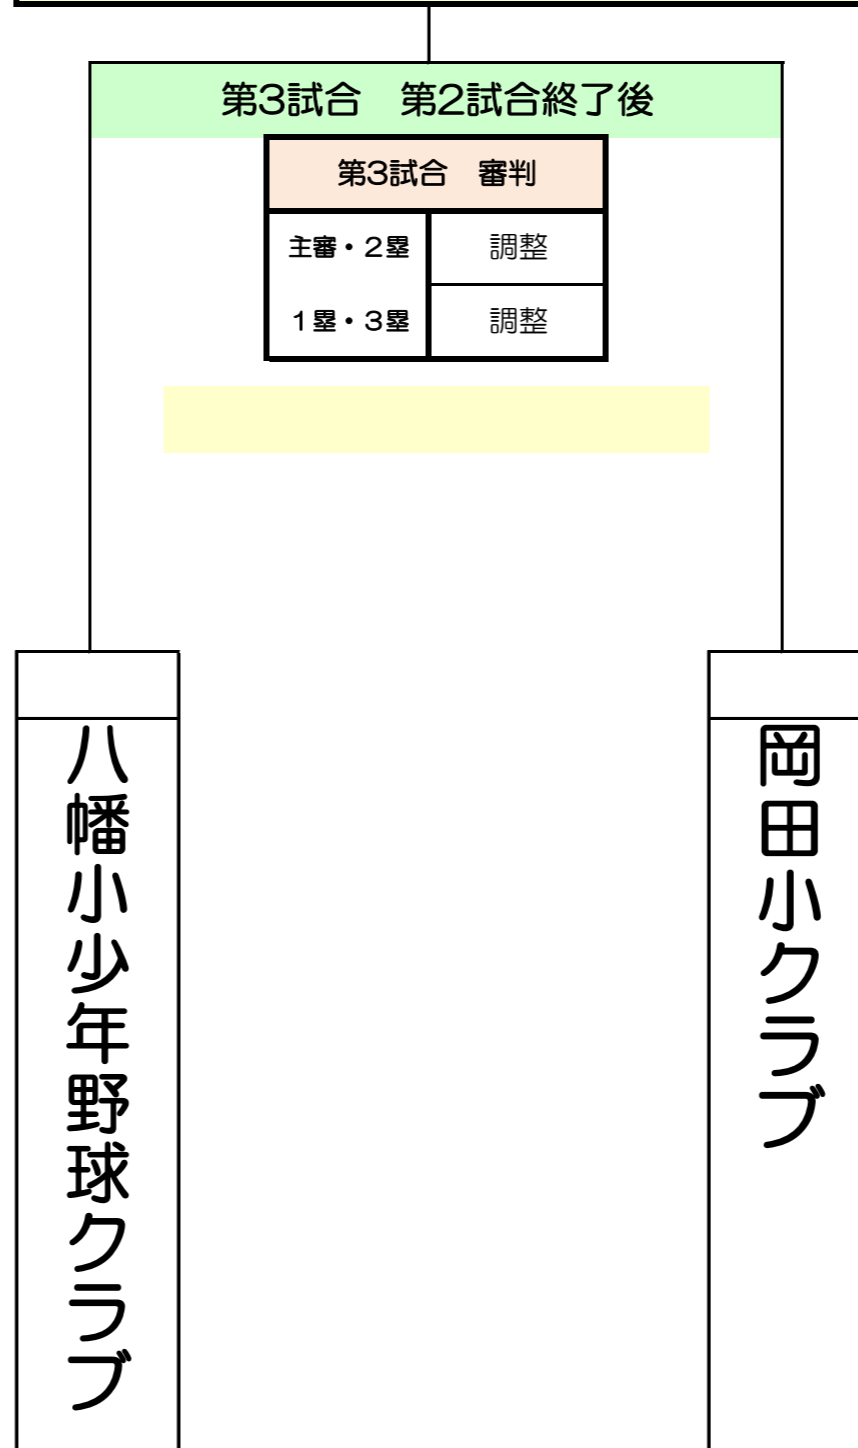 第3試合　第2試合終了後
第3試合　審判
主審・２塁　調整
１塁・３塁　調整
八幡小少年野球クラブ
岡田小クラブ